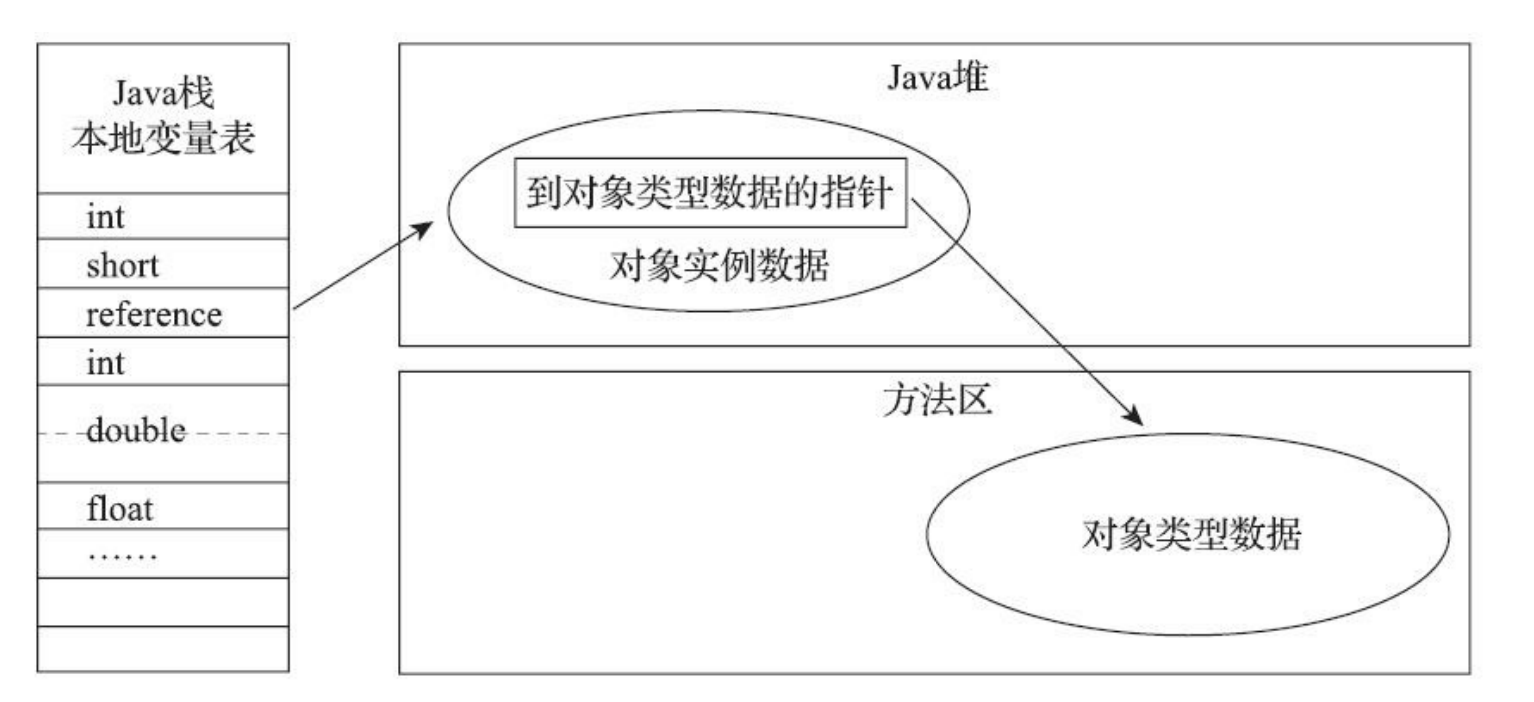 Java栈
本地变量表
int
short
reference
int
double
float
……
Java堆
到对象类型数据的指针
对象实例数据
方法区
对象类型数据